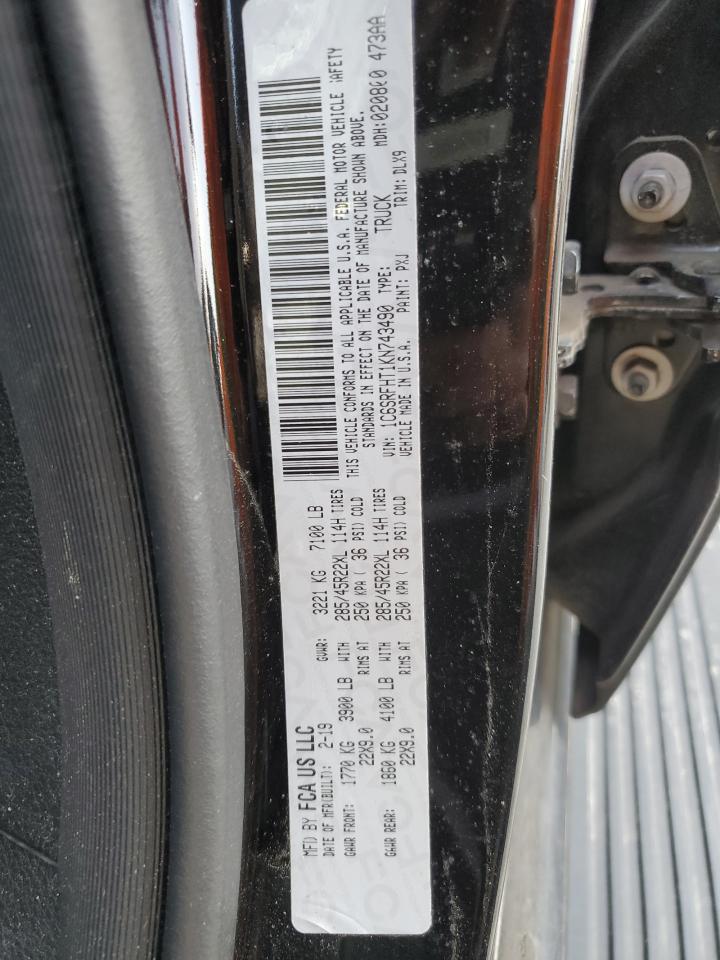 MFD BY FCA US LLC
DATE OF MFR(BUILT): 2-19 GVWR: 3221 KG 7100 LB
GAWR FRONT: 1770 KG 3900 LB WITH 285/45R22XL 114H TIRES
22X9.0 RIMS AT 250 KPA ( 36 PSI) COLD
GAWR REAR: 1860 KG 4100 LB WITH 285/45R22XL 114H TIRES
22X9.0 RIMS AT 250 KPA ( 36 PSI) COLD
THIS VEHICLE CONFORMS TO ALL APPLICABLE U.S.A. FEDERAL MOTOR VEHICLE SAFETY
STANDARDS IN EFFECT ON THE DATE OF MANUFACTURE SHOWN ABOVE.
VIN: 1C6SRFHT1KN743490 TYPE: TRUCK MDH: 473AA
VEHICLE MADE IN U.S.A. PAINT: PXJ TRIM: DLX9